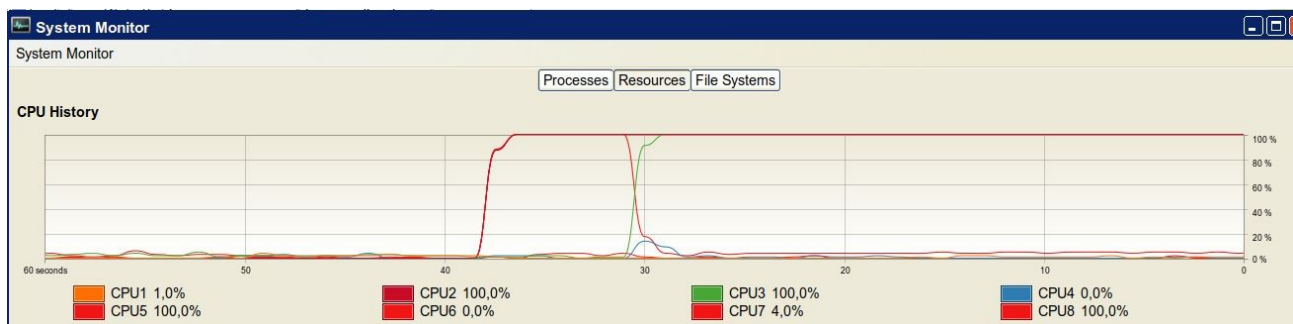 System Monitor
System Monitor
Processes Resources File Systems
CPU History
100 %
80 %
60 %
40 %
20 %
0 %
60 seconds 50 40 30 20 10 0
CPU1 1,0% CPU2 100,0% CPU3 100,0% CPU4 0,0%
CPU5 100,0% CPU6 0,0% CPU7 4,0% CPU8 100,0%